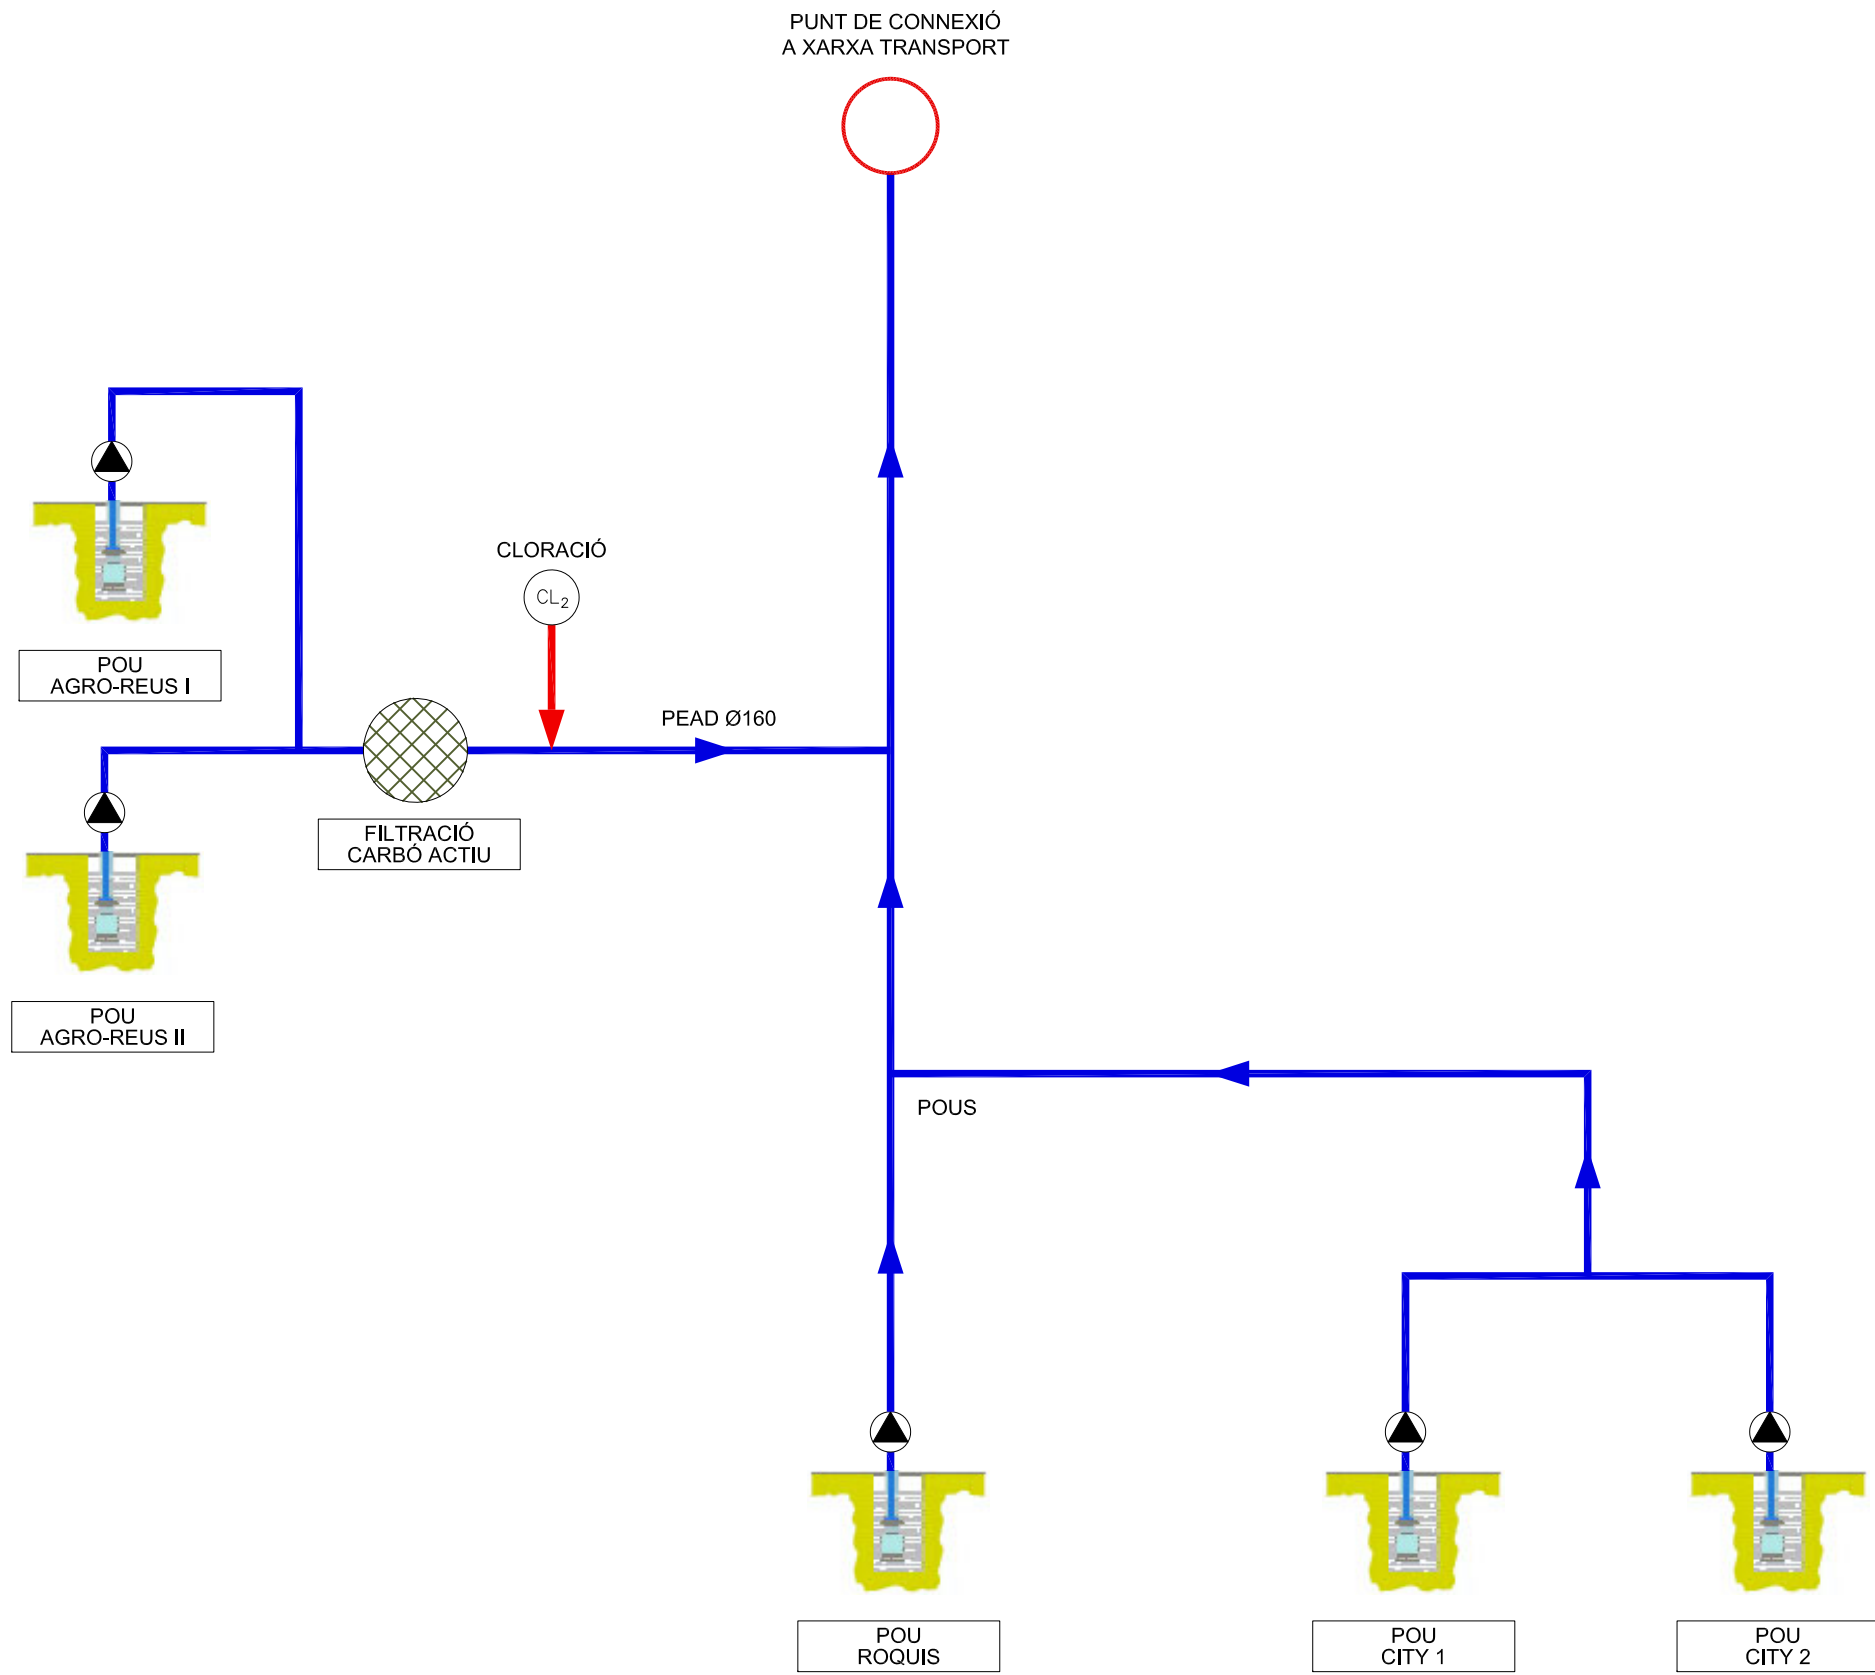 PUNT DE CONNEXIÓ
A XARXA TRANSPORT
CLORACIÓ
CL₂
POU
AGRO-REUS I
PEAD Ø160
FILTRACIÓ
CARBÓ ACTIU
POU
AGRO-REUS II
POUS
POU
ROQUIS
POU
CITY 1
POU
CITY 2